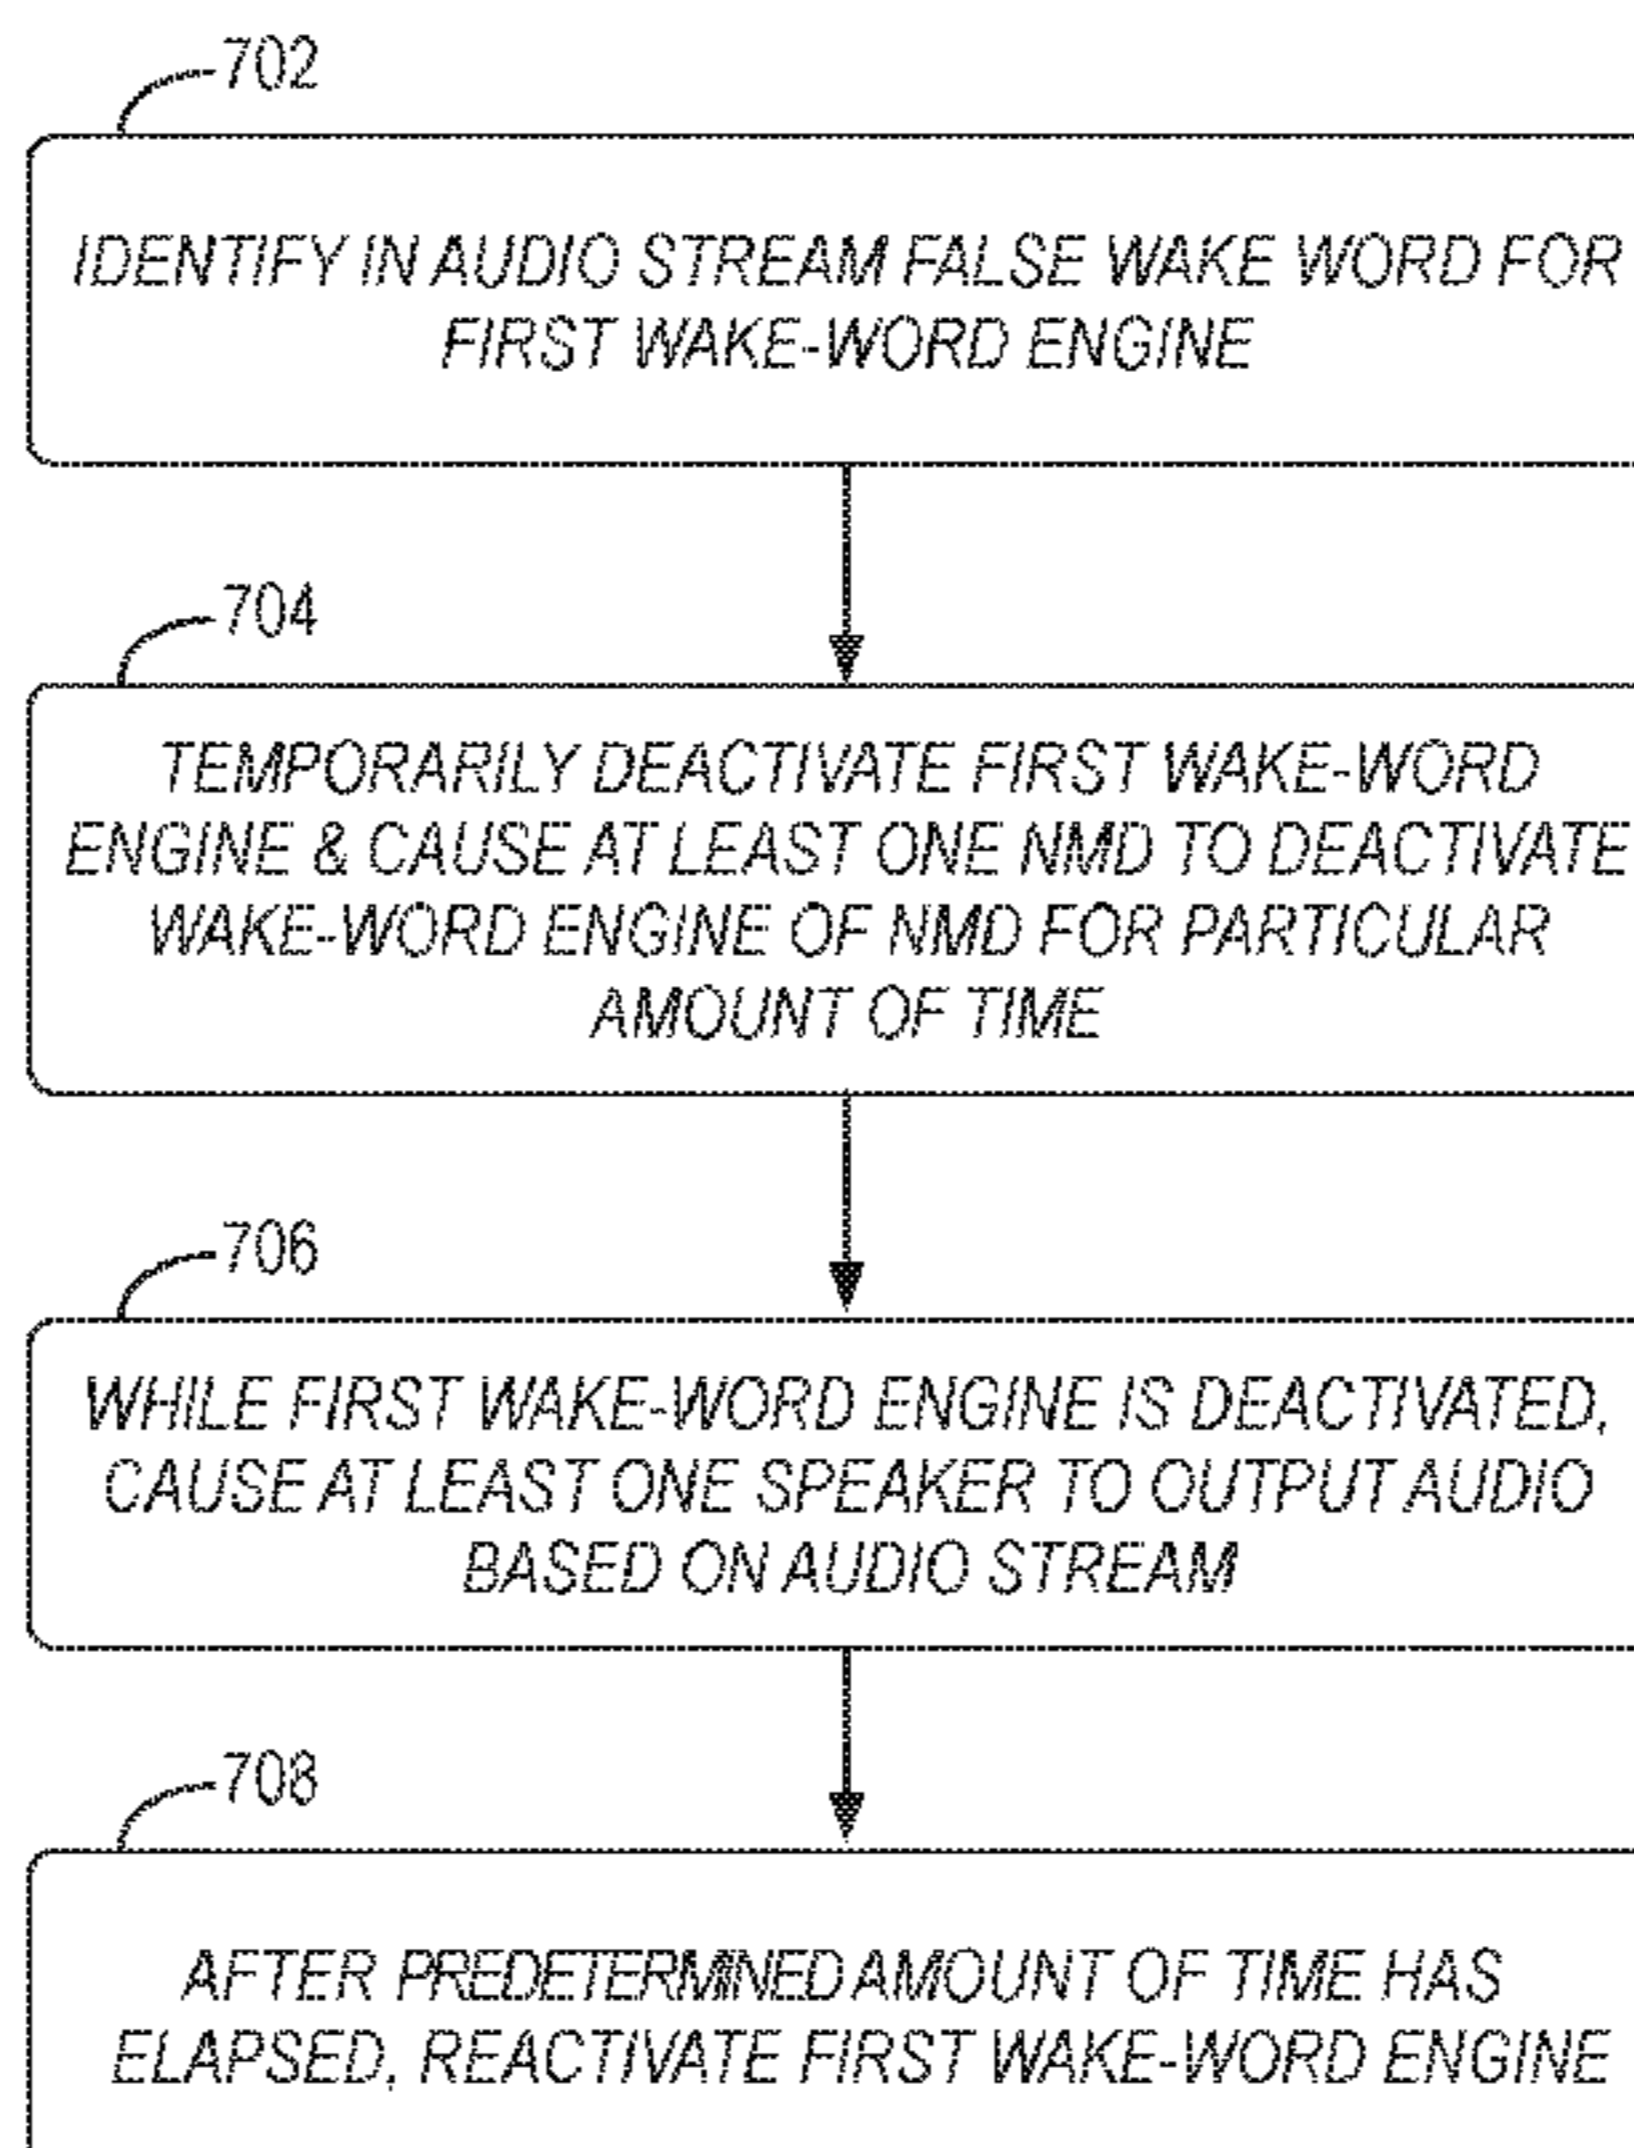 702
IDENTIFY IN AUDIO STREAM FALSE WAKE WORD FOR
FIRST WAKE-WORD ENGINE
704
TEMPORARILY DEACTIVATE FIRST WAKE-WORD
ENGINE & CAUSE AT LEAST ONE NMD TO DEACTIVATE
WAKE-WORD ENGINE OF NMD FOR PARTICULAR
AMOUNT OF TIME
706
WHILE FIRST WAKE-WORD ENGINE IS DEACTIVATED,
CAUSE AT LEAST ONE SPEAKER TO OUTPUT AUDIO
BASED ON AUDIO STREAM
708
AFTER PREDETERMINED AMOUNT OF TIME HAS
ELAPSED, REACTIVATE FIRST WAKE-WORD ENGINE